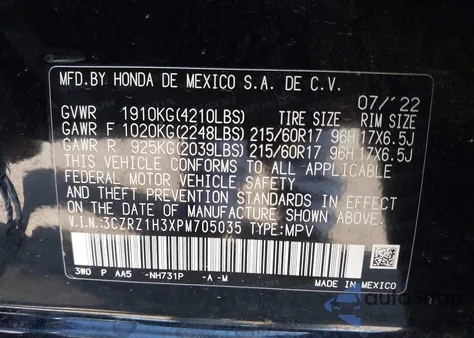 MFD.BY HONDA DE MEXICO S.A. DE C.V.
07/'22
GVWR 1910KG(4210LBS) TIRE SIZE RIM SIZE
GAWR F 1020KG(2248LBS) 215/60R17 96H 17X6.5J
GAWR R 925KG(2039LBS) 215/60R17 96H 17X6.5J
THIS VEHICLE CONFORMS TO ALL APPLICABLE
FEDERAL MOTOR VEHICLE SAFETY
AND THEFT PREVENTION STANDARDS IN EFFECT
ON THE DATE OF MANUFACTURE SHOWN ABOVE.
V.I.N.:3CZRZ1H3XPM705035 TYPE:MPV
3W0 P AA5 -NH731P -A-M
MADE IN MEXICO
autosnap